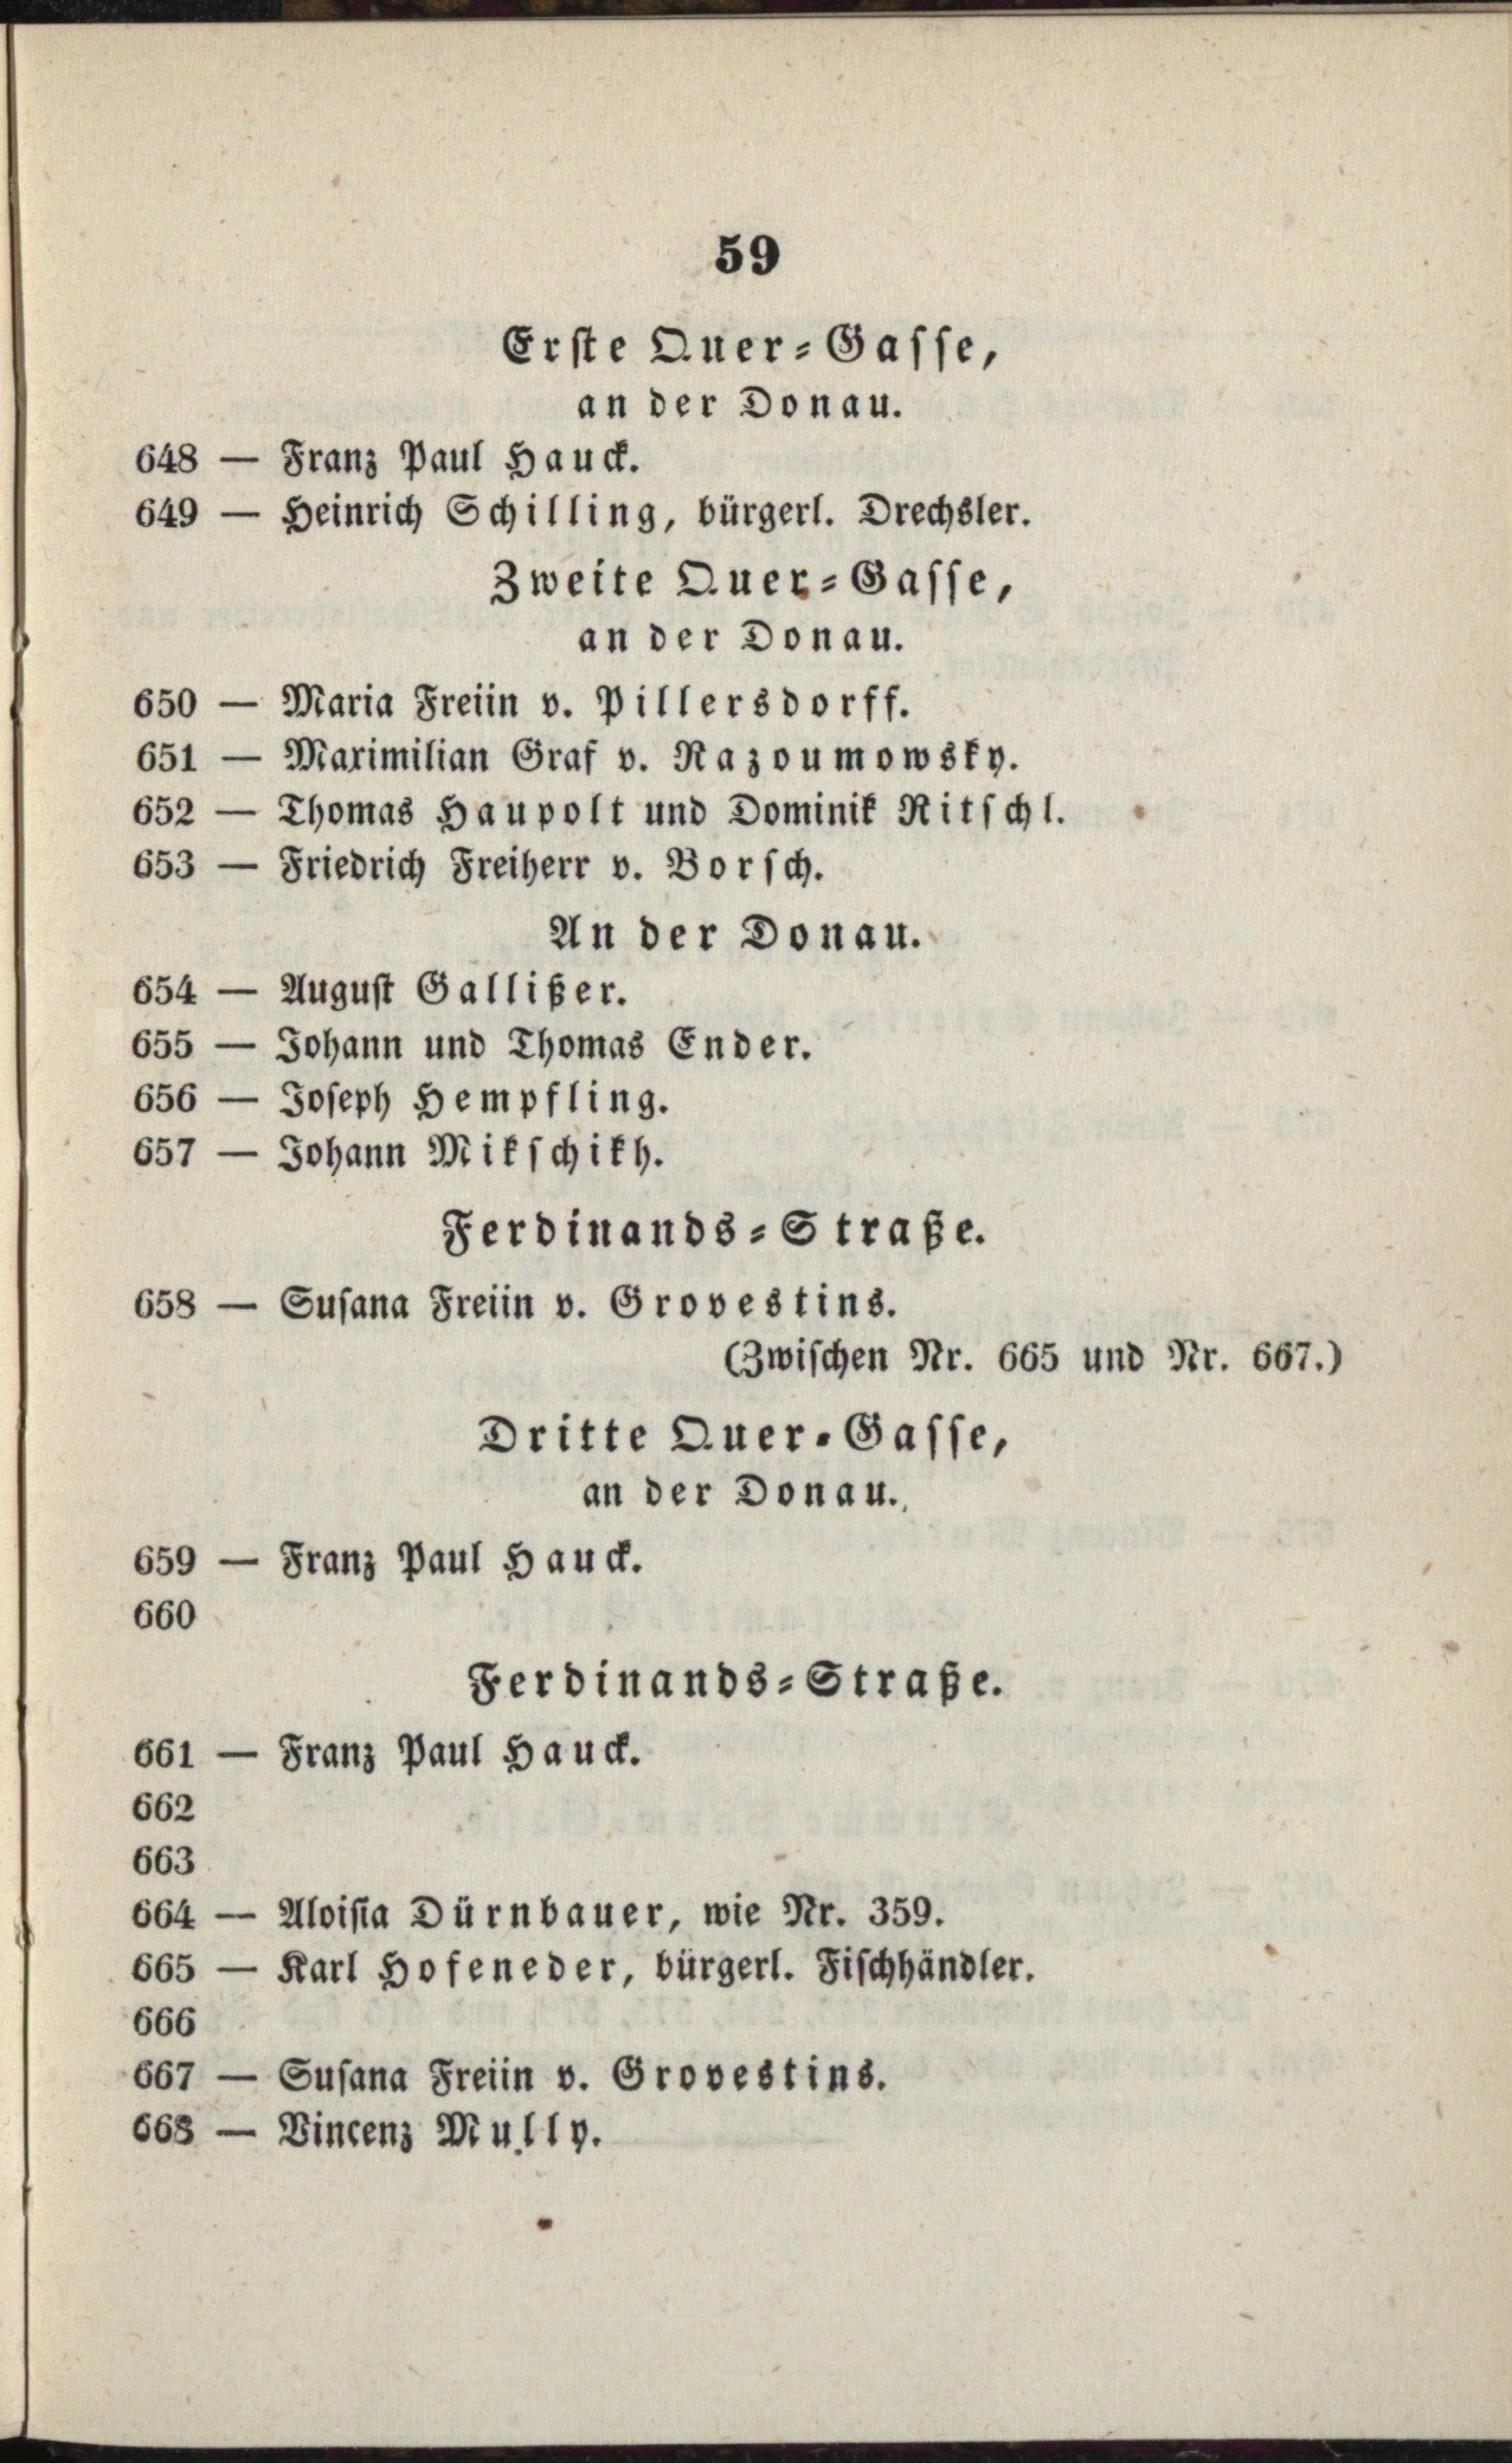 59
Erste Quer-Gasse,
an der Donau.
648 — Franz Paul Hauck.
649 — Heinrich Schilling, bürgerl. Drechsler.
Zweite Quer-Gasse,
an der Donau.
650 — Maria Freiin v. Pillersdorff.
651 — Maximilian Graf v. Razoumowsky.
652 — Thomas Haupolt und Dominik Ritschl.
653 — Friedrich Freiherr v. Borsch.
An der Donau.
654 — August Gallißer.
655 — Johann und Thomas Ender.
656 — Joseph Hempfling.
657 — Johann Mikschikh.
Ferdinands-Straße.
658 — Susana Freiin v. Grovestins.
(Zwischen Nr. 665 und Nr. 667.)
Dritte Quer-Gasse,
an der Donau.
659 — Franz Paul Hauck.
660
Ferdinands-Straße.
661 — Franz Paul Hauck.
662
663
664 — Aloisia Dürnbauer, wie Nr. 359.
665 — Karl Hofeneder, bürgerl. Fischhändler.
666
667 — Susana Freiin v. Grovestins.
668 — Vincenz Mully.